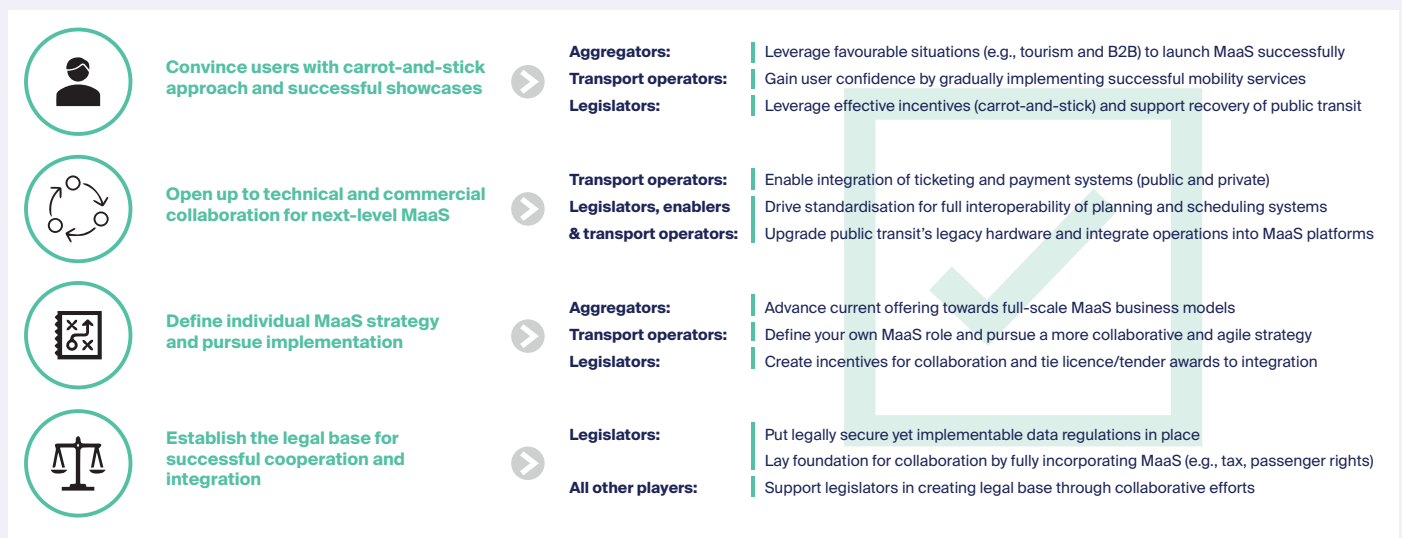 Convince users with carrot-and-stick
approach and successful showcases
Aggregators: Leverage favourable situations (e.g., tourism and B2B) to launch MaaS successfully
Transport operators: Gain user confidence by gradually implementing successful mobility services
Legislators: Leverage effective incentives (carrot-and-stick) and support recovery of public transit
Open up to technical and commercial
collaboration for next-level MaaS
Transport operators: Enable integration of ticketing and payment systems (public and private)
Legislators, enablers Drive standardisation for full interoperability of planning and scheduling systems
& transport operators: Upgrade public transit’s legacy hardware and integrate operations into MaaS platforms
Define individual MaaS strategy
and pursue implementation
Aggregators: Advance current offering towards full-scale MaaS business models
Transport operators: Define your own MaaS role and pursue a more collaborative and agile strategy
Legislators: Create incentives for collaboration and tie licence/tender awards to integration
Establish the legal base for
successful cooperation and
integration
Legislators: Put legally secure yet implementable data regulations in place
Lay foundation for collaboration by fully incorporating MaaS (e.g., tax, passenger rights)
All other players: Support legislators in creating legal base through collaborative efforts